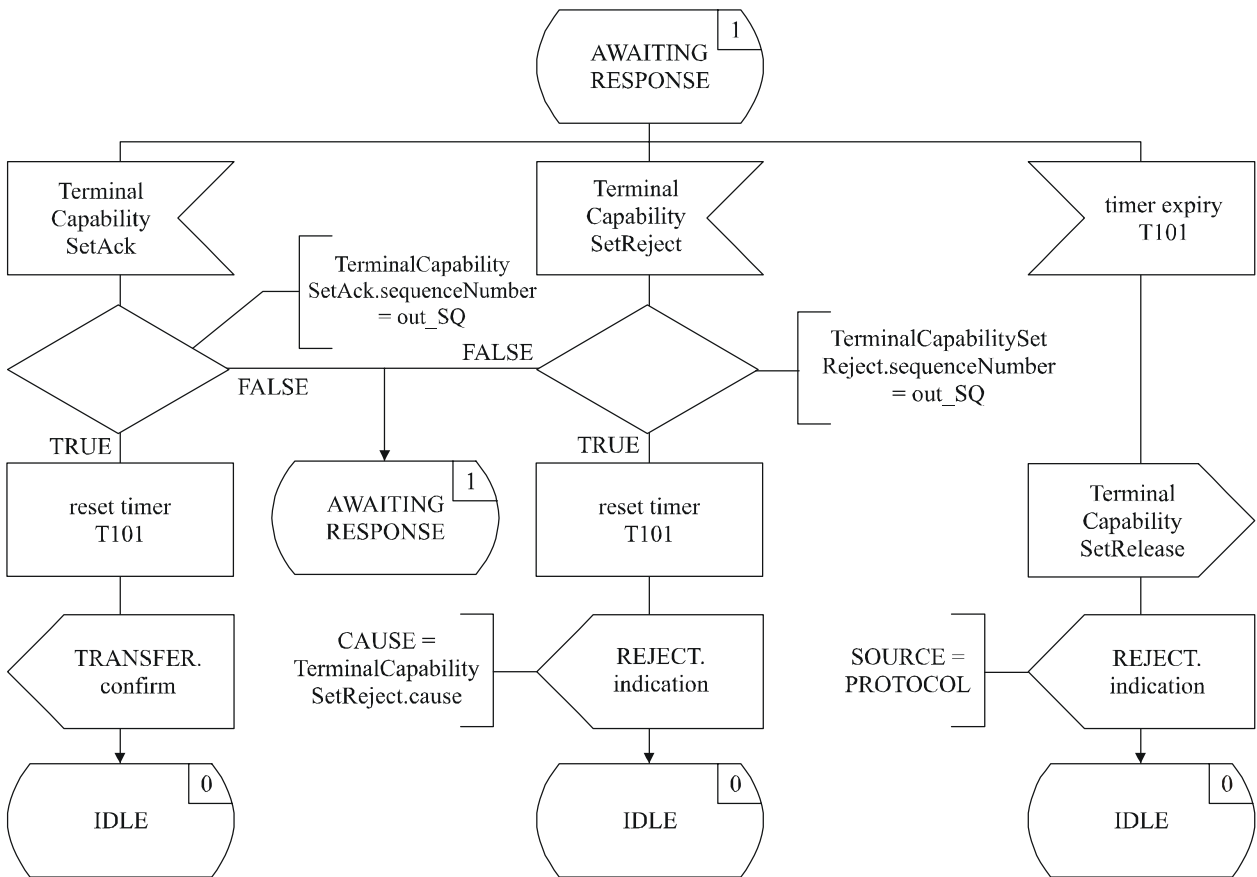 1
AWAITING
RESPONSE
Terminal
Capability
SetAck
Terminal
Capability
SetReject
timer expiry
T101
TerminalCapability
SetAck.sequenceNumber
= out_SQ
TerminalCapabilitySet
Reject.sequenceNumber
= out_SQ
FALSE
FALSE
TRUE
TRUE
reset timer
T101
1
AWAITING
RESPONSE
reset timer
T101
Terminal
Capability
SetRelease
TRANSFER.
confirm
CAUSE =
TerminalCapability
SetReject.cause
REJECT.
indication
SOURCE =
PROTOCOL
REJECT.
indication
0
IDLE
0
IDLE
0
IDLE